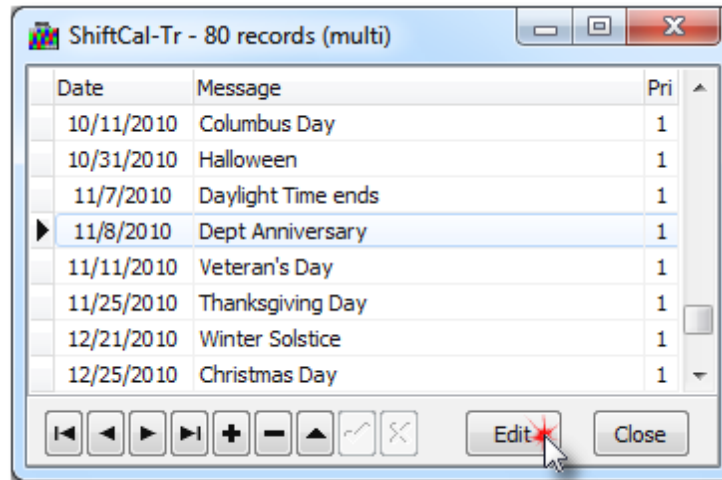 ShiftCal-Tr - 80 records (multi)
Date Message Pri
10/11/2010 Columbus Day 1
10/31/2010 Halloween 1
11/7/2010 Daylight Time ends 1
11/8/2010 Dept Anniversary 1
11/11/2010 Veteran's Day 1
11/25/2010 Thanksgiving Day 1
12/21/2010 Winter Solstice 1
12/25/2010 Christmas Day 1
Edit Close